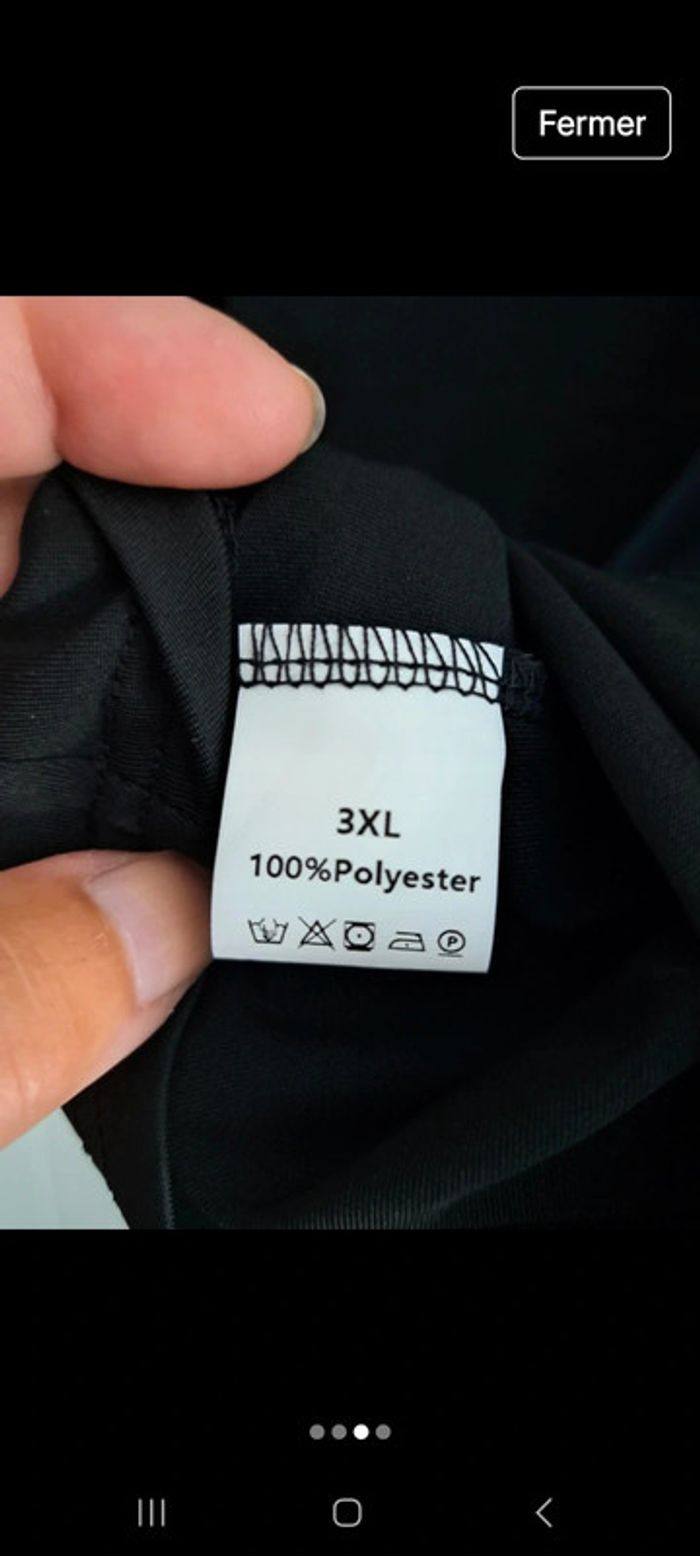 Fermer
3XL
100%Polyester
P